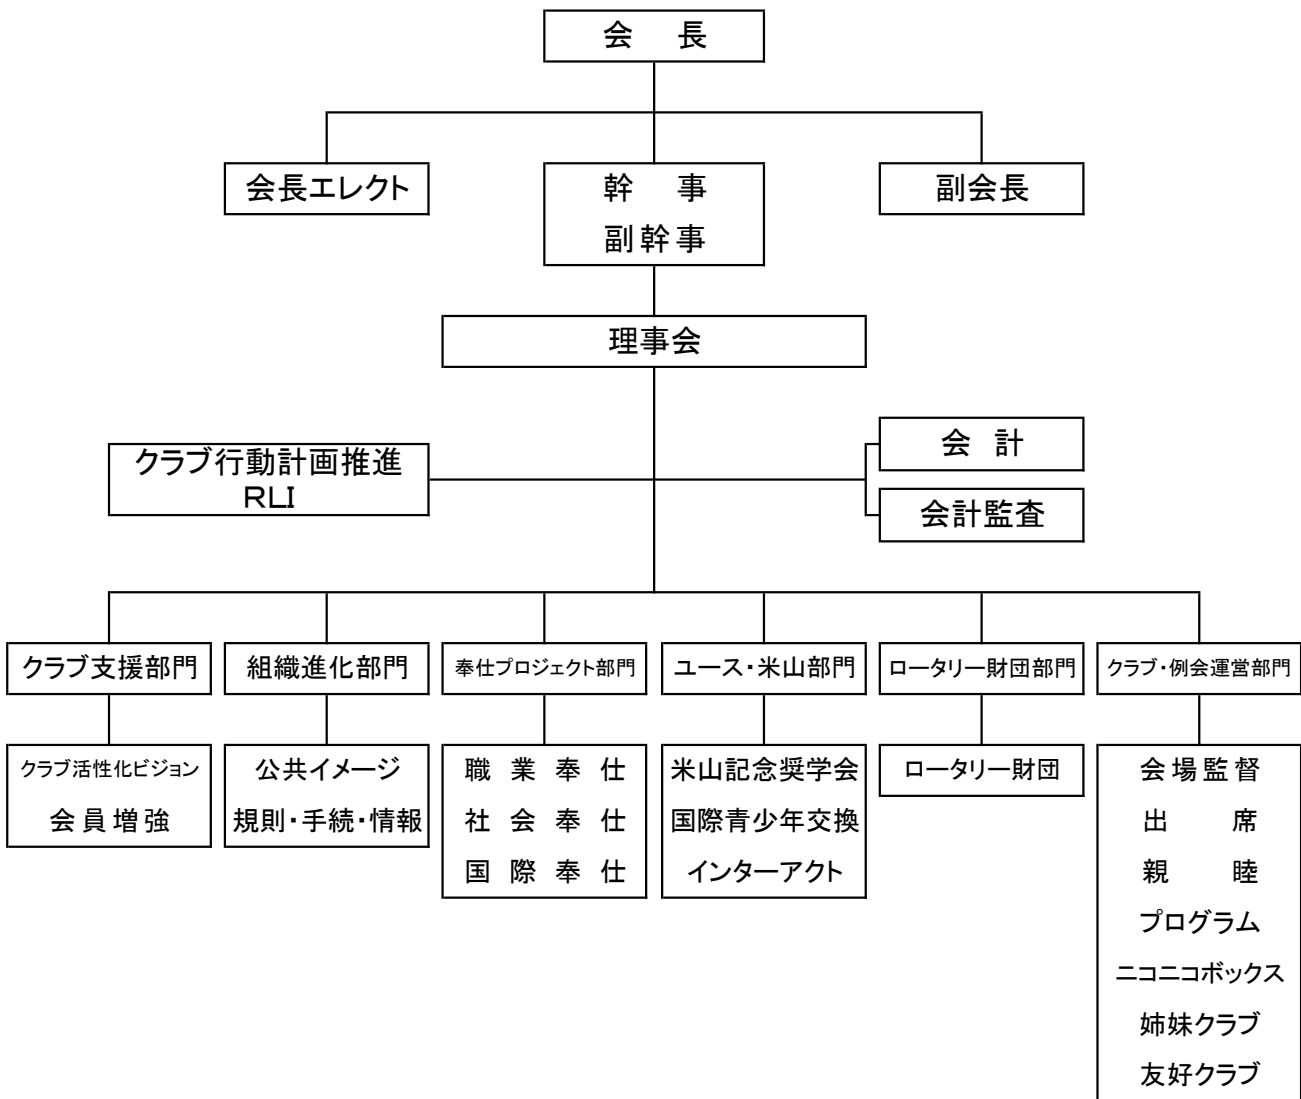 会　長
会長エレクト
幹　事
副幹事
副会長
理事会
クラブ行動計画推進
RLI
会　計
会計監査
クラブ支援部門
組織進化部門
奉仕プロジェクト部門
ユース・米山部門
ロータリー財団部門
クラブ・例会運営部門
クラブ活性化ビジョン
会員増強
公共イメージ
規則・手続・情報
職業奉仕
社会奉仕
国際奉仕
米山記念奨学会
国際青少年交換
インターアクト
ロータリー財団
会場監督
出　席
親　睦
プログラム
ニコニコボックス
姉妹クラブ
友好クラブ